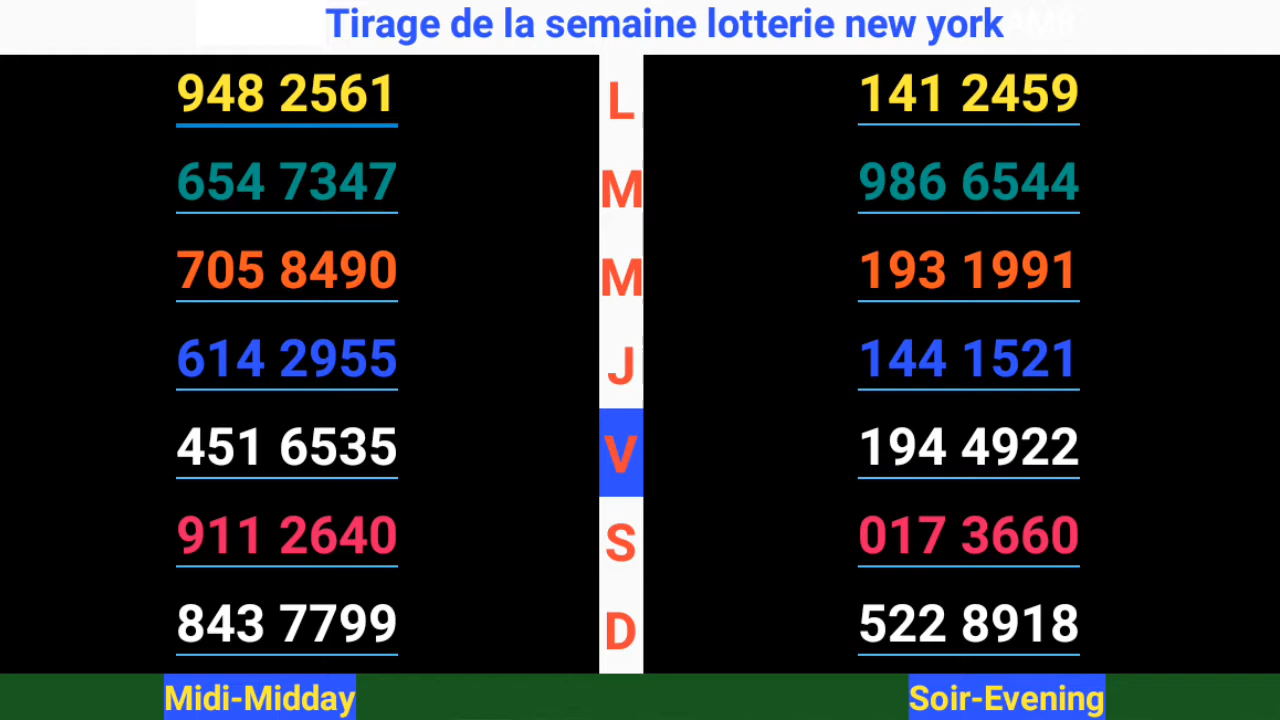 Tirage de la semaine lotterie new york
948 2561 L 141 2459
654 7347 M 986 6544
705 8490 M 193 1991
614 2955 J 144 1521
451 6535 V 194 4922
911 2640 S 017 3660
843 7799 D 522 8918
Midi-Midday Soir-Evening